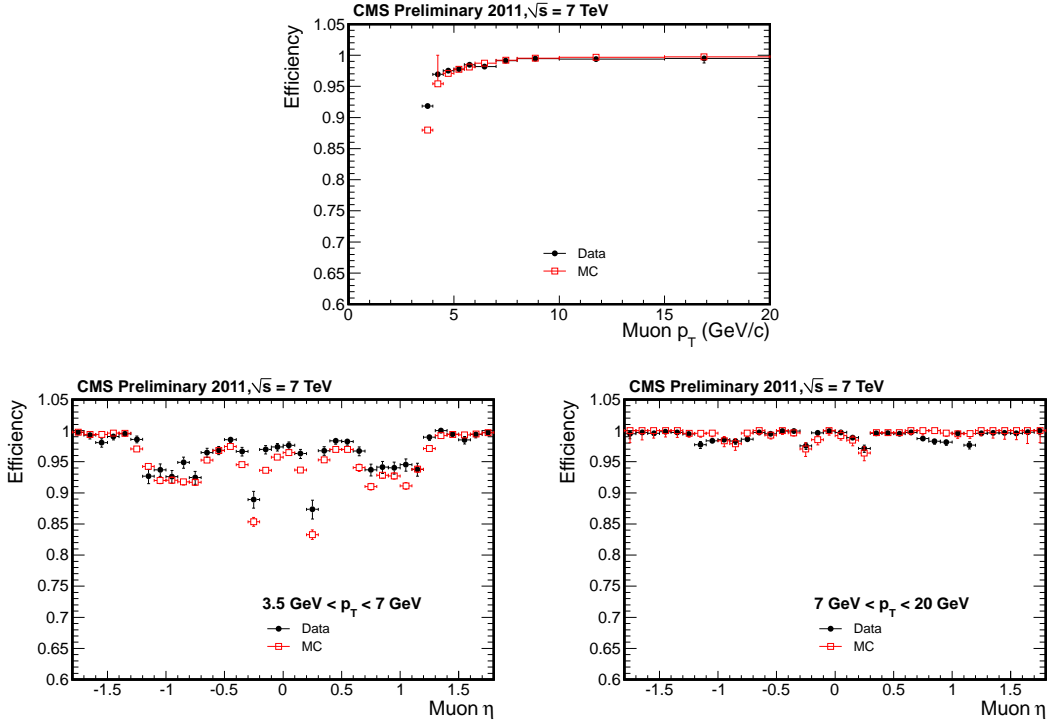 CMS Preliminary 2011,√s = 7 TeV
Efficiency
1.05
1
0.95
0.9
0.85
0.8
0.75
0.7
0.65
0.6
Data
MC
0 5 10 15 20
Muon p_T (GeV/c)
CMS Preliminary 2011,√s = 7 TeV
Efficiency
1.05
1
0.95
0.9
0.85
0.8
0.75
0.7
0.65
0.6
3.5 GeV < p_T < 7 GeV
Data
MC
-1.5 -1 -0.5 0 0.5 1 1.5
Muon η
CMS Preliminary 2011,√s = 7 TeV
Efficiency
1.05
1
0.95
0.9
0.85
0.8
0.75
0.7
0.65
0.6
7 GeV < p_T < 20 GeV
Data
MC
-1.5 -1 -0.5 0 0.5 1 1.5
Muon η